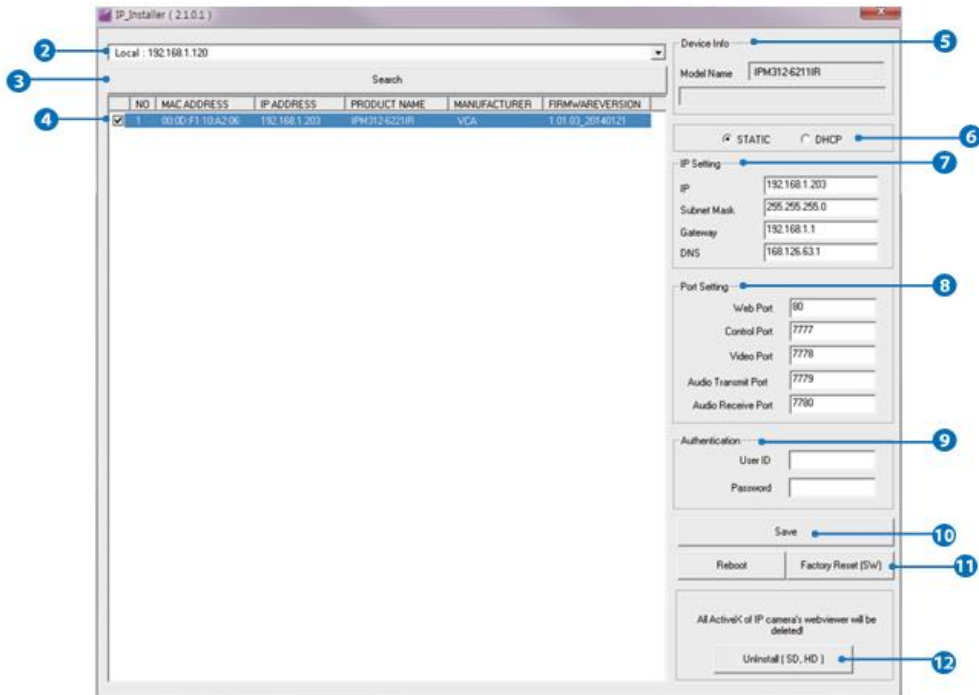 IP_Installer ( 2.1.0.1 )
2
Local : 192.168.1.120
3
Search
NO MAC ADDRESS IP ADDRESS PRODUCT NAME MANUFACTURER FIRMWAREVERSION
4
1 00:0D:F1:10:A2:06 192.168.1.203 IPM312-6221IR VCA 1.01.03_20140121
Device Info
5
Model Name IPM312-6211IR
STATIC DHCP
6
IP Setting
7
IP 192.168.1.203
Subnet Mask 255.255.255.0
Gateway 192.168.1.1
DNS 168.126.63.1
Port Setting
8
Web Port 80
Control Port 7777
Video Port 7778
Audio Transmit Port 7779
Audio Receive Port 7780
Authentication
9
User ID
Password
Save
10
Reboot Factory Reset (SW)
11
All ActiveX of IP camera's webviewer will be
deleted!
Uninstall ( SD, HD )
12